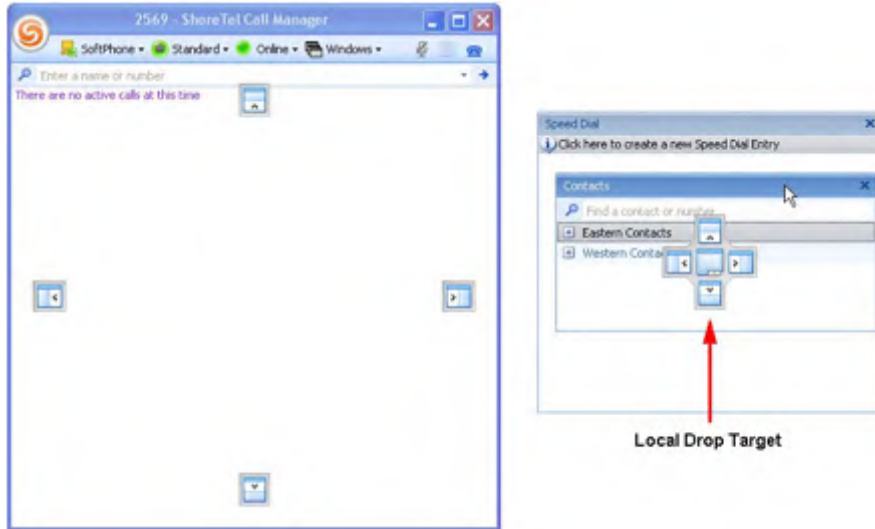 2569 - ShoreTel Call Manager
SoftPhone Standard Online Windows
Enter a name or number
There are no active calls at this time
Speed Dial
Click here to create a new Speed Dial Entry
Contacts
Find a contact or number
Eastern Contacts
Western
Local Drop Target